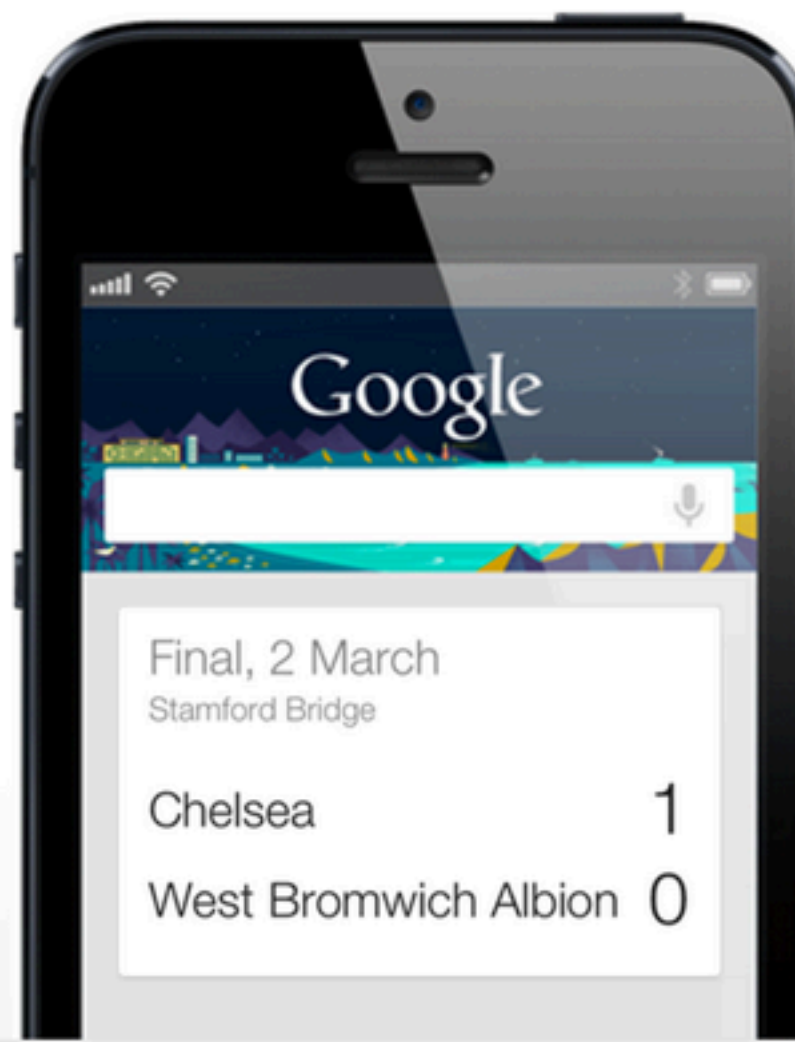 Google
Final, 2 March
Stamford Bridge
Chelsea 1
West Bromwich Albion 0